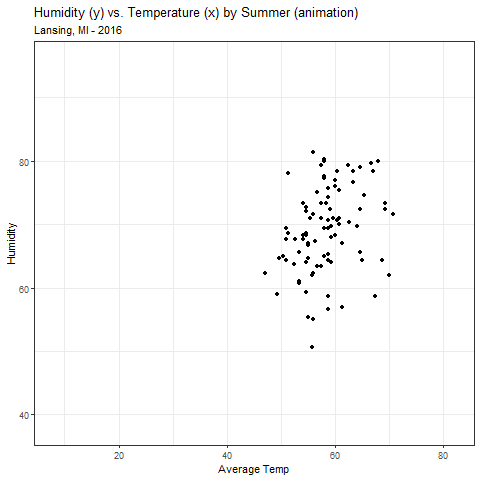 Humidity (y) vs. Temperature (x) by Summer (animation)
Lansing, MI - 2016
Humidity
80
60
40
20
40
60
80
Average Temp